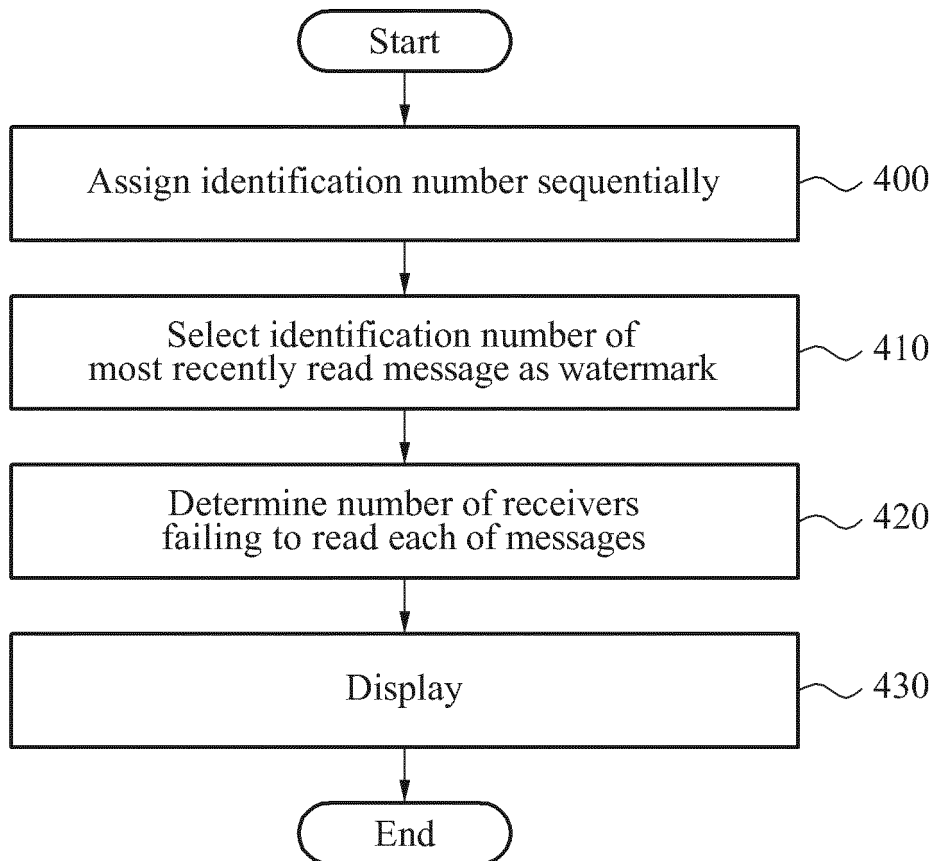 Start
Assign identification number sequentially
400
Select identification number of
most recently read message as watermark
410
Determine number of receivers
failing to read each of messages
420
Display
430
End